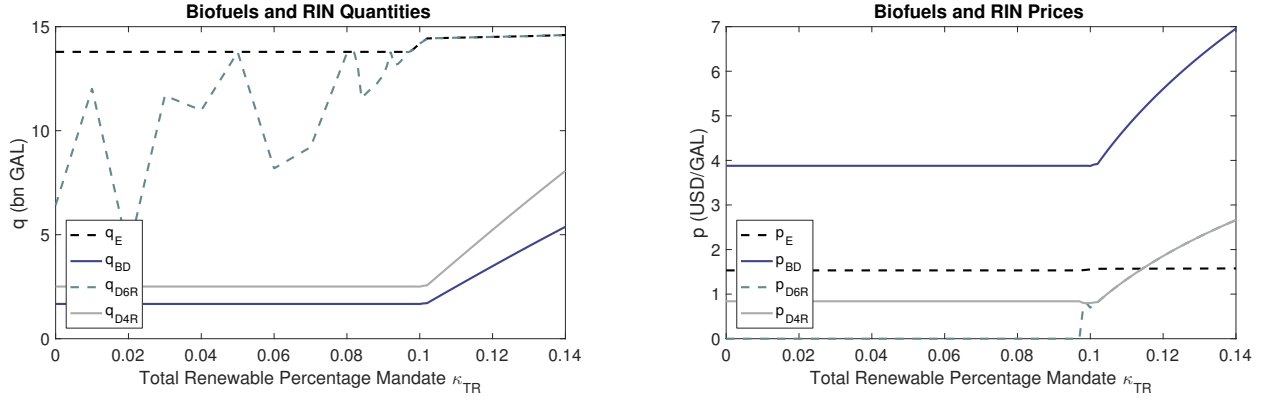 Biofuels and RIN Quantities
15
10
5
0
q (bn GAL)
q_E
q_BD
q_D6R
q_D4R
0 0.02 0.04 0.06 0.08 0.1 0.12 0.14
Total Renewable Percentage Mandate κ_TR
Biofuels and RIN Prices
7
6
5
4
3
2
1
0
p (USD/GAL)
p_E
p_BD
p_D6R
p_D4R
0 0.02 0.04 0.06 0.08 0.1 0.12 0.14
Total Renewable Percentage Mandate κ_TR